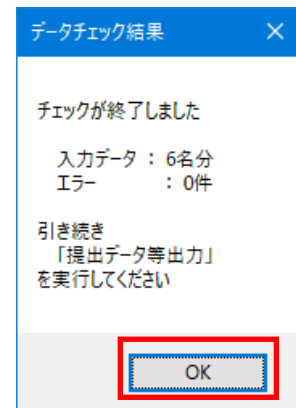 データチェック結果
チェックが終了しました
入力データ : 6名分
エラー : 0件
引き続き
「提出データ等出力」
を実行してください
OK